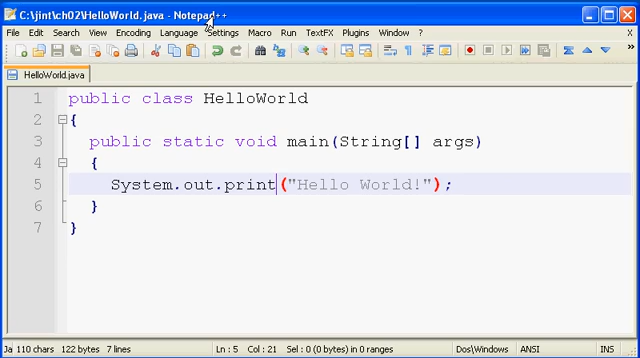 C:\jint\ch02\HelloWorld.java - Notepad++
File Edit Search View Encoding Language Settings Macro Run TextFX Plugins Window ? X
HelloWorld.java
1 public class HelloWorld
2 {
3 public static void main(String[] args)
4 {
5 System.out.print("Hello World!");
6 }
7 }
Ja 110 chars 122 bytes 7 lines Ln : 5 Col : 21 Sel : 0 (0 bytes) in 0 ranges Dos\Windows ANSI INS